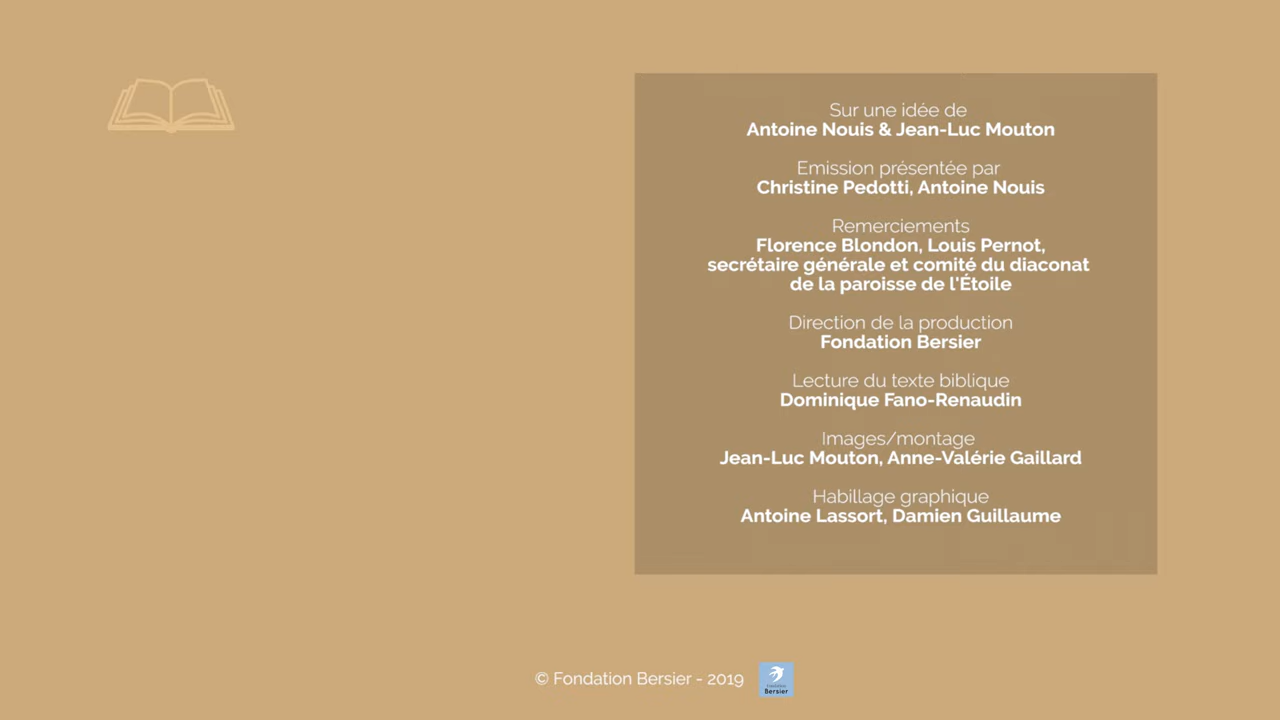 Sur une idée de
Antoine Nouis & Jean-Luc Mouton
Emission présentée par
Christine Pedotti, Antoine Nouis
Remerciements
Florence Blondon, Louis Pernot,
secrétaire générale et comité du diaconat
de la paroisse de l'Étoile
Direction de la production
Fondation Bersier
Lecture du texte biblique
Dominique Fano-Renaudin
Images/montage
Jean-Luc Mouton, Anne-Valérie Gaillard
Habillage graphique
Antoine Lassort, Damien Guillaume
© Fondation Bersier - 2019
Fondation
Bersier